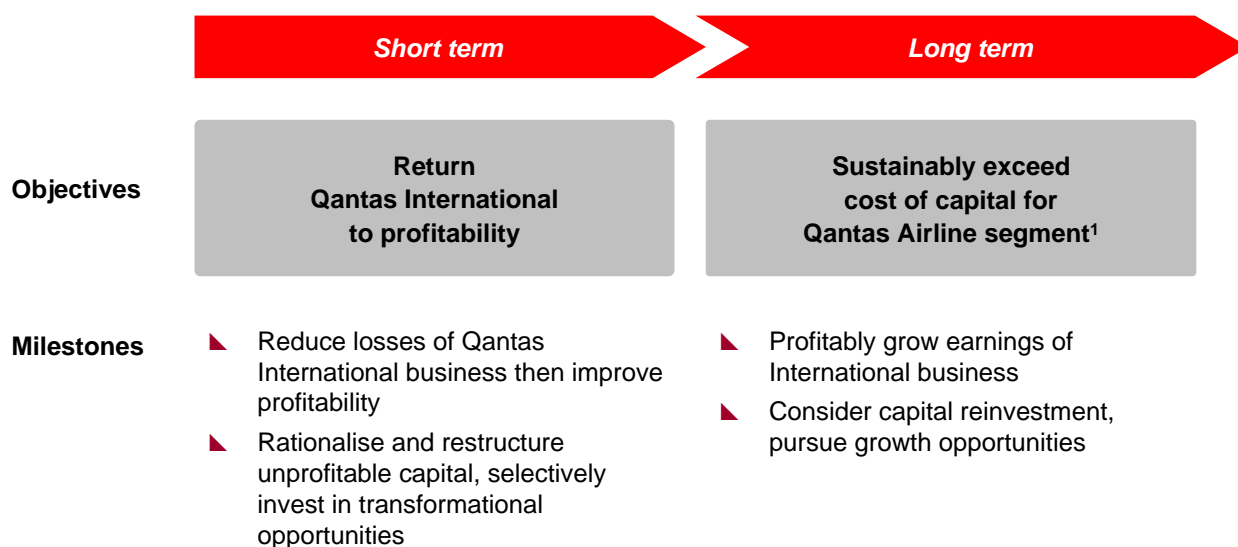 Short term
Long term
Objectives
Return
Qantas International
to profitability
Sustainably exceed
cost of capital for
Qantas Airline segment¹
Milestones
Reduce losses of Qantas
International business then improve
profitability
Rationalise and restructure
unprofitable capital, selectively
invest in transformational
opportunities
Profitably grow earnings of
International business
Consider capital reinvestment,
pursue growth opportunities